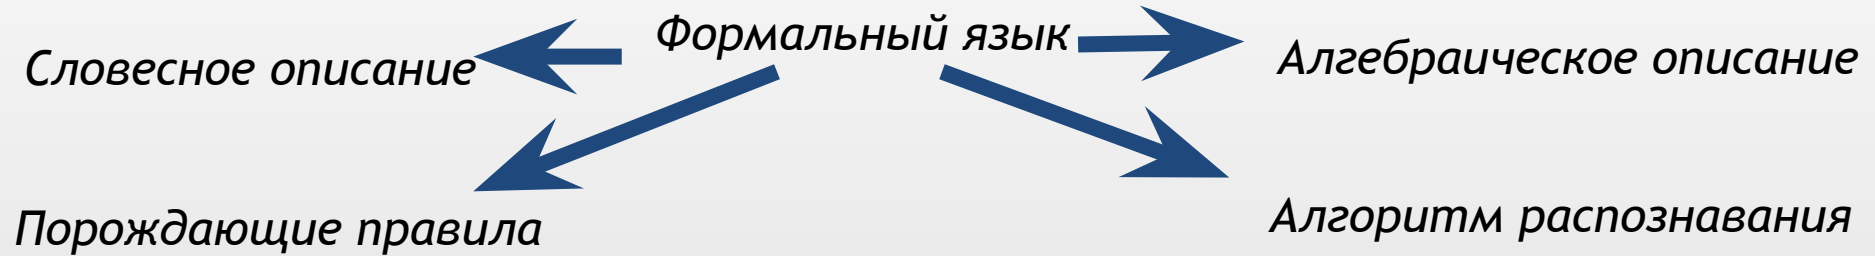 Формальный язык
Словесное описание
Алгебраическое описание
Порождающие правила
Алгоритм распознавания